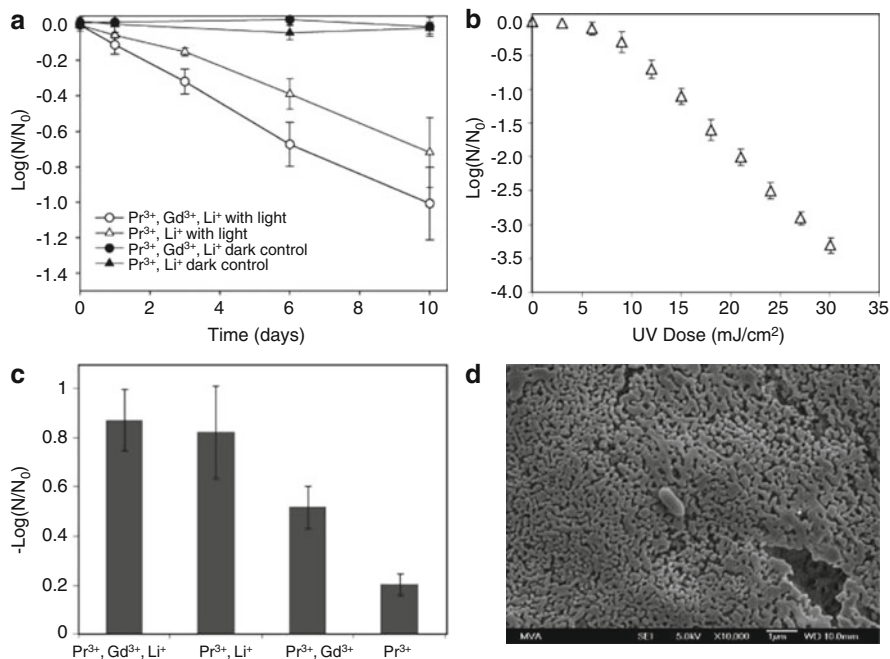 a
Log(N/N₀)
0.0
-0.2
-0.4
-0.6
-0.8
-1.0
-1.2
-1.4
Pr³⁺, Gd³⁺, Li⁺ with light
Pr³⁺, Li⁺ with light
Pr³⁺, Gd³⁺, Li⁺ dark control
Pr³⁺, Li⁺ dark control
0 2 4 6 8 10
Time (days)
b
Log(N/N₀)
0.0
-0.5
-1.0
-1.5
-2.0
-2.5
-3.0
-3.5
-4.0
0 5 10 15 20 25 30 35
UV Dose (mJ/cm²)
c
-Log(N/N₀)
1
0.8
0.6
0.4
0.2
0
Pr³⁺, Gd³⁺, Li⁺ Pr³⁺, Li⁺ Pr³⁺, Gd³⁺ Pr³⁺
d
MVA SEI 5.0kV X10,000 1μm WD 10.0mm